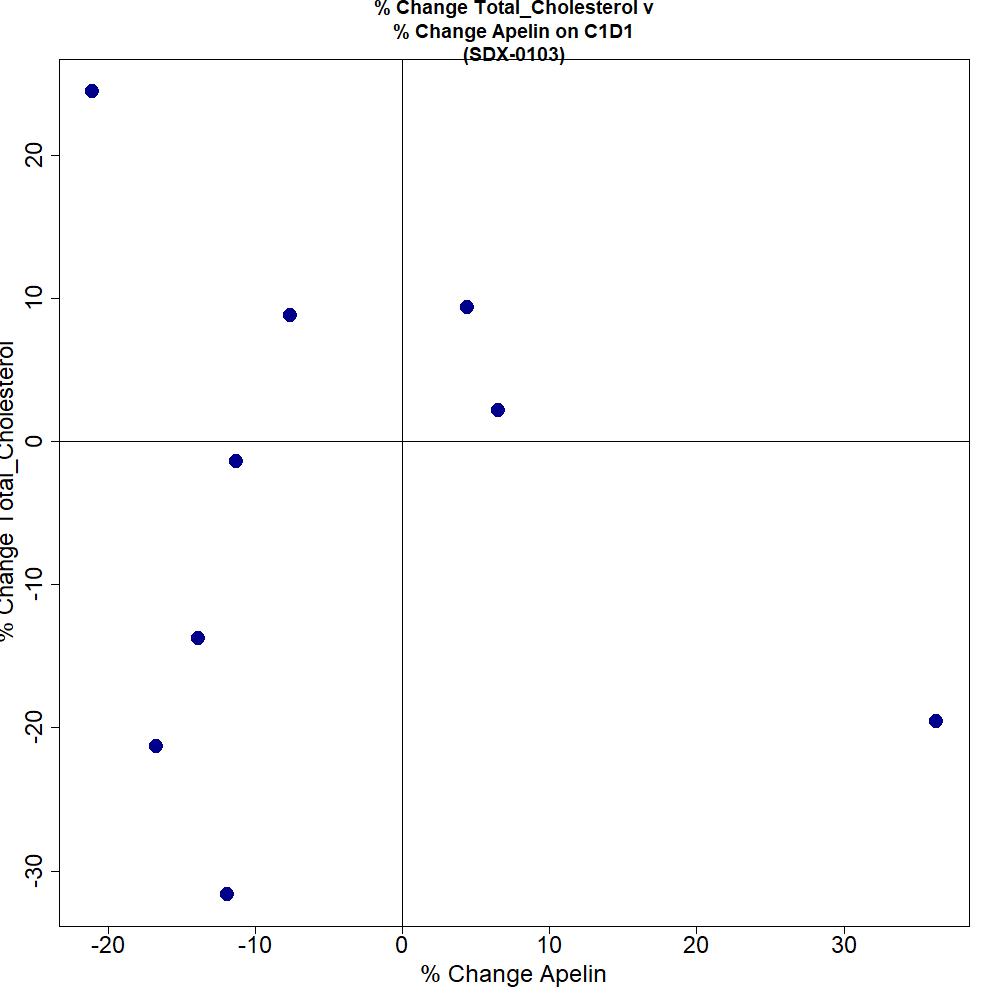 % Change Total_Cholesterol v
% Change Apelin on C1D1
(SDX-0103)
% Change Total_Cholesterol
20
10
0
-10
-20
-30
-20
-10
0
10
20
30
% Change Apelin